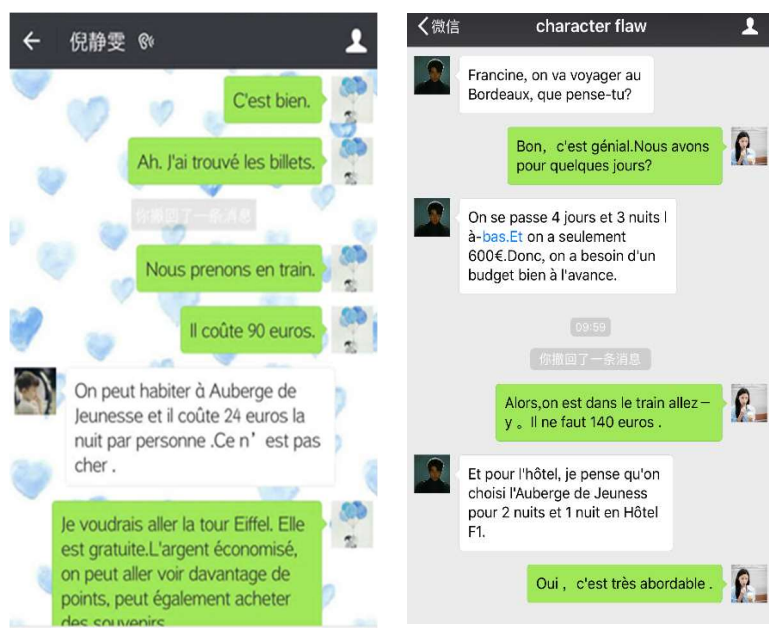 倪静雯
C'est bien.
Ah. J'ai trouvé les billets.
你撤回了一条消息
Nous prenons en train.
Il coûte 90 euros.
On peut habiter à Auberge de
Jeunesse et il coûte 24 euros la
nuit par personne .Ce n' est pas
cher .
Je voudrais aller la tour Eiffel. Elle
est gratuite.L'argent économisé,
on peut aller voir davantage de
points, peut également acheter
des souvenirs
微信
character flaw
Francine, on va voyager au
Bordeaux, que pense-tu?
Bon, c'est génial.Nous avons
pour quelques jours?
On se passe 4 jours et 3 nuits l
à-bas.Et on a seulement
600€.Donc, on a besoin d'un
budget bien à l'avance.
09:59
你撤回了一条消息
Alors,on est dans le train allez－
y 。Il ne faut 140 euros .
Et pour l'hôtel, je pense qu'on
choisi l'Auberge de Jeuness
pour 2 nuits et 1 nuit en Hôtel
F1.
Oui , c'est très abordable .